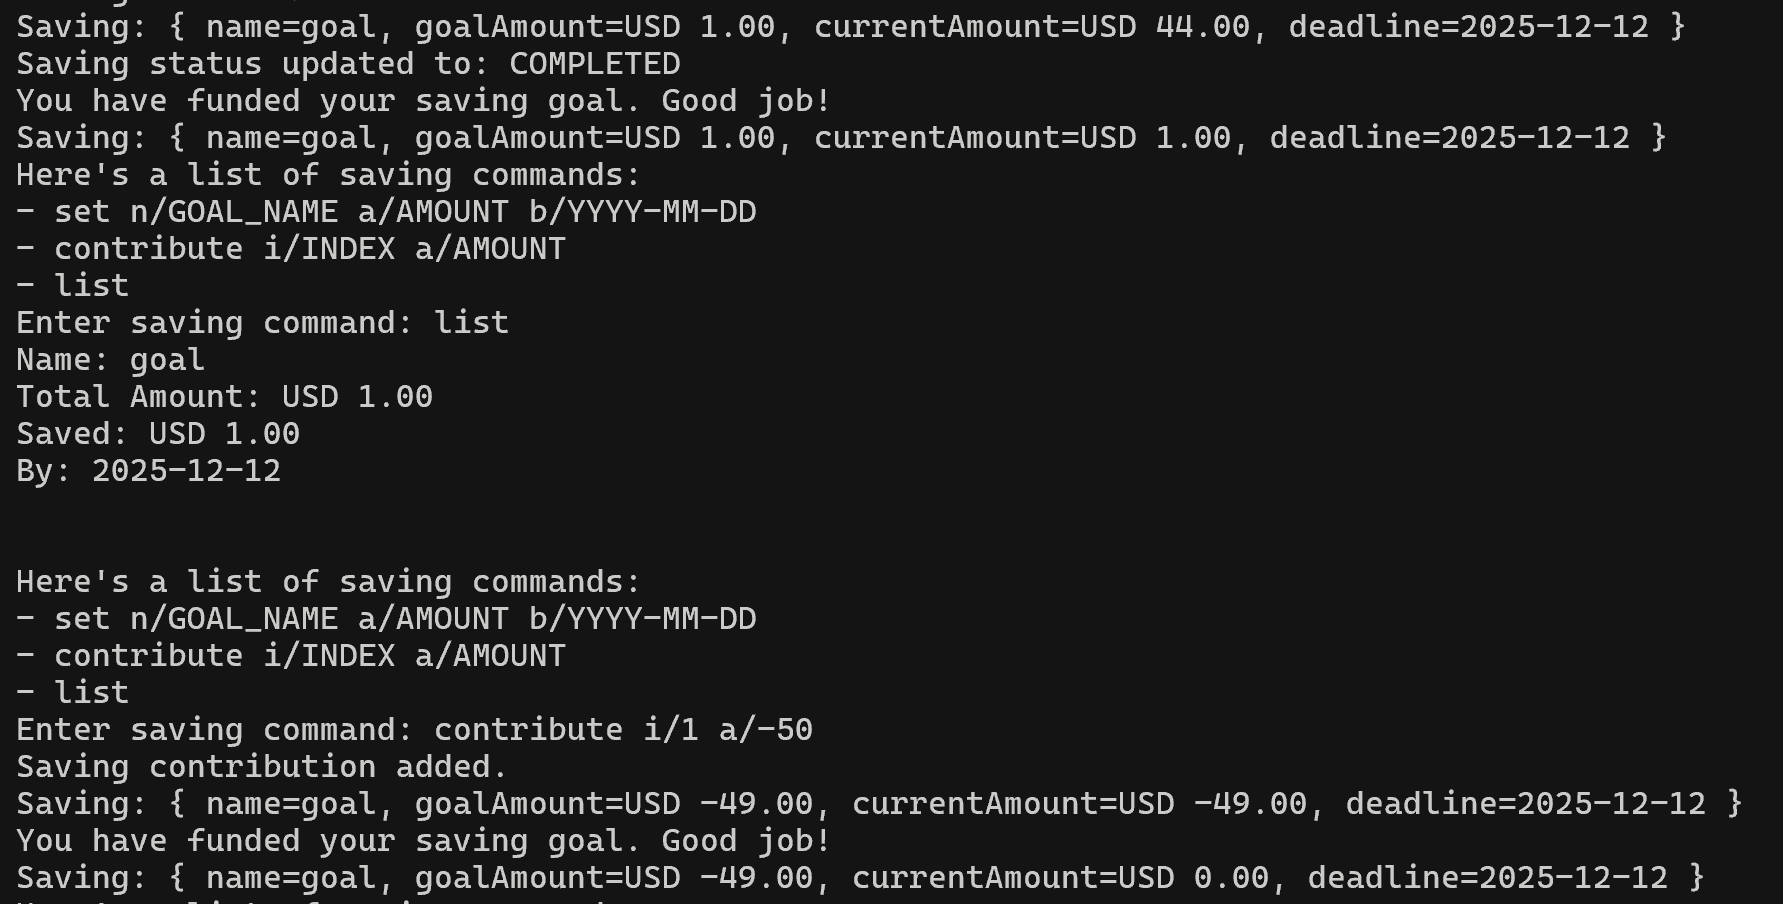 Saving: { name=goal, goalAmount=USD 1.00, currentAmount=USD 44.00, deadline=2025-12-12 }
Saving status updated to: COMPLETED
You have funded your saving goal. Good job!
Saving: { name=goal, goalAmount=USD 1.00, currentAmount=USD 1.00, deadline=2025-12-12 }
Here's a list of saving commands:
- set n/GOAL_NAME a/AMOUNT b/YYYY-MM-DD
- contribute i/INDEX a/AMOUNT
- list
Enter saving command: list
Name: goal
Total Amount: USD 1.00
Saved: USD 1.00
By: 2025-12-12
Here's a list of saving commands:
- set n/GOAL_NAME a/AMOUNT b/YYYY-MM-DD
- contribute i/INDEX a/AMOUNT
- list
Enter saving command: contribute i/1 a/-50
Saving contribution added.
Saving: { name=goal, goalAmount=USD -49.00, currentAmount=USD -49.00, deadline=2025-12-12 }
You have funded your saving goal. Good job!
Saving: { name=goal, goalAmount=USD -49.00, currentAmount=USD 0.00, deadline=2025-12-12 }